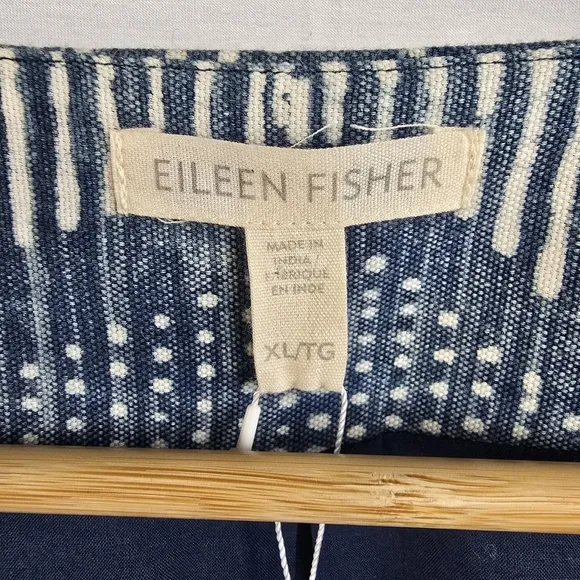 EILEEN FISHER
MADE IN
INDIA /
FABRIQUE
EN INDE
XL/TG